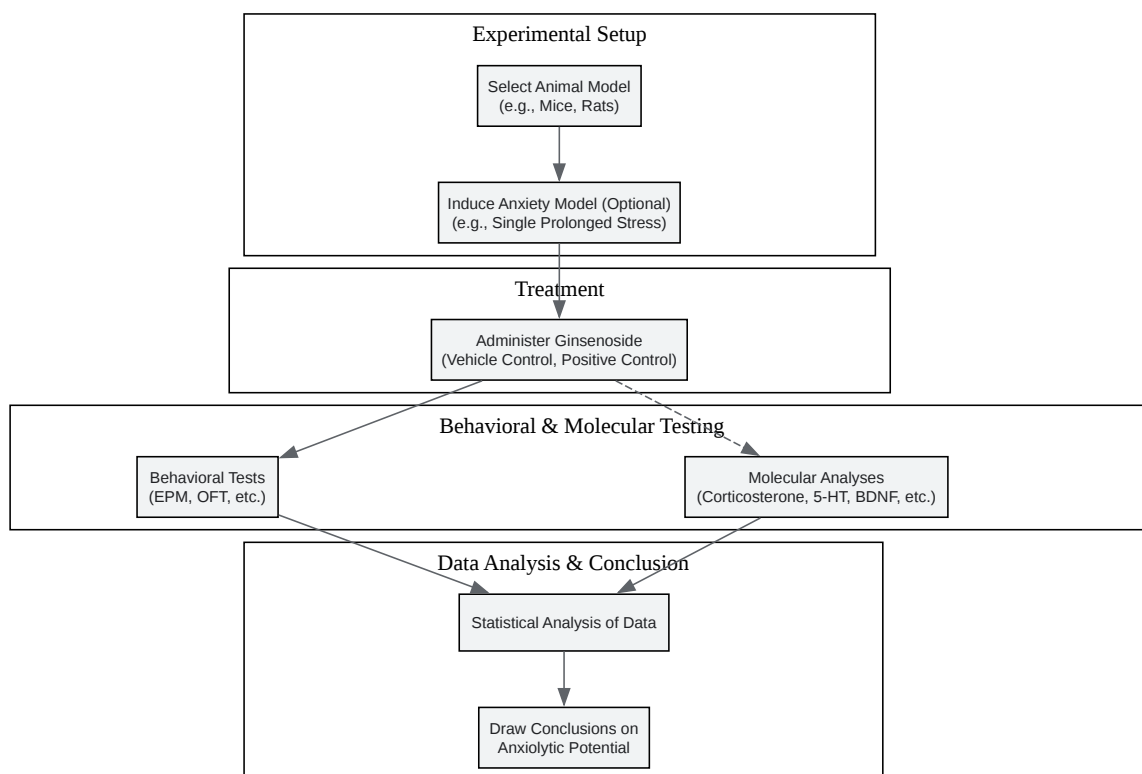 Experimental Setup
Select Animal Model
(e.g., Mice, Rats)
Induce Anxiety Model (Optional)
(e.g., Single Prolonged Stress)
Treatment
Administer Ginsenoside
(Vehicle Control, Positive Control)
Behavioral & Molecular Testing
Behavioral Tests
(EPM, OFT, etc.)
Molecular Analyses
(Corticosterone, 5-HT, BDNF, etc.)
Data Analysis & Conclusion
Statistical Analysis of Data
Draw Conclusions on
Anxiolytic Potential